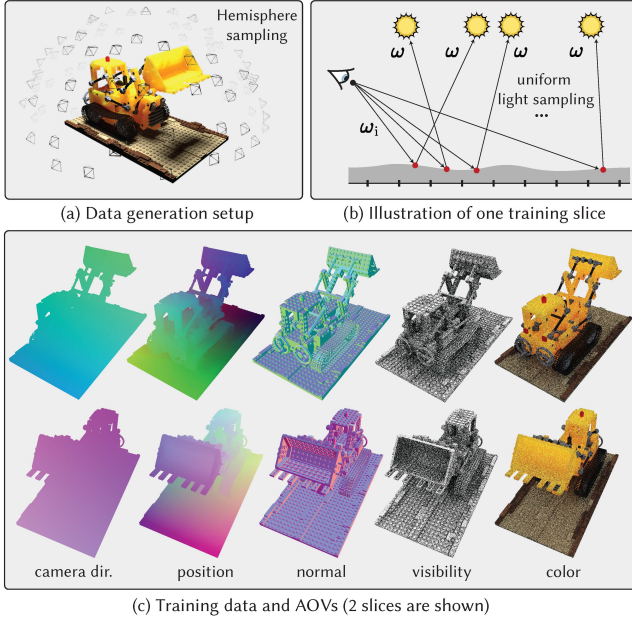 Hemisphere
sampling
(a) Data generation setup
ω ω ω ω
uniform
light sampling
...
ωi
(b) Illustration of one training slice
camera dir. position normal visibility color
(c) Training data and AOVs (2 slices are shown)